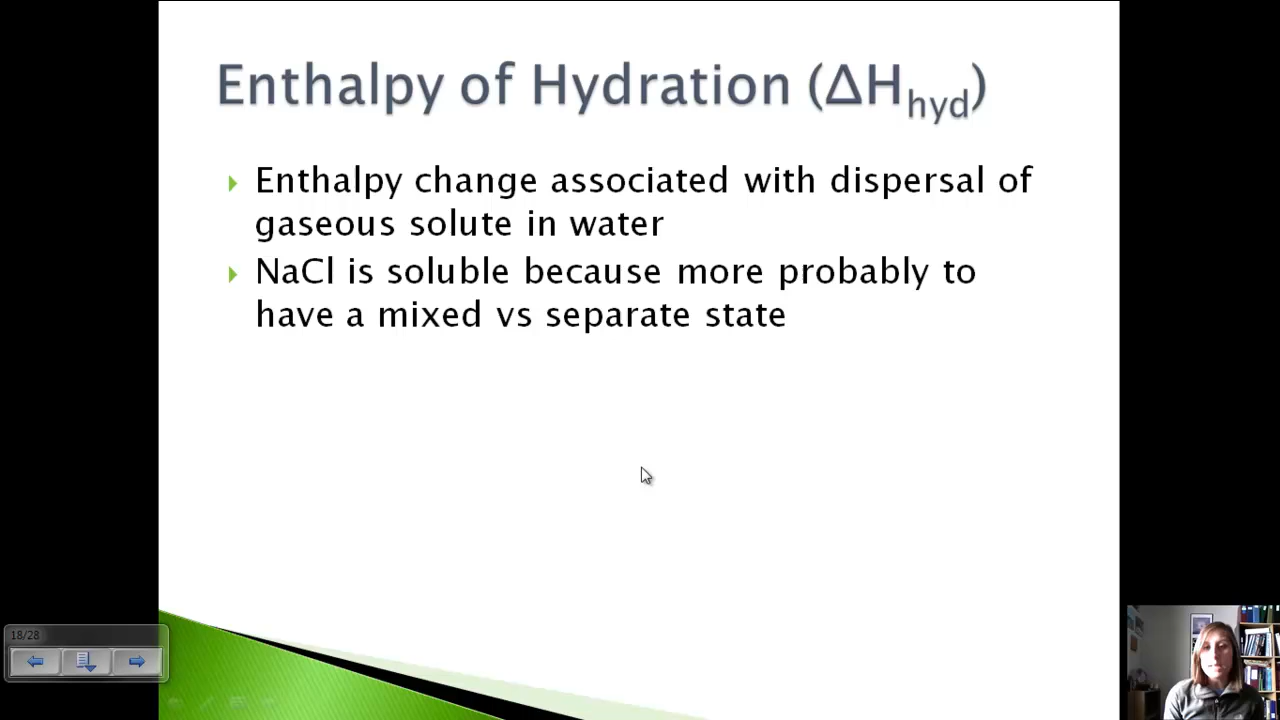 Enthalpy of Hydration (ΔHhyd)
Enthalpy change associated with dispersal of
gaseous solute in water
NaCl is soluble because more probably to
have a mixed vs separate state
18/28